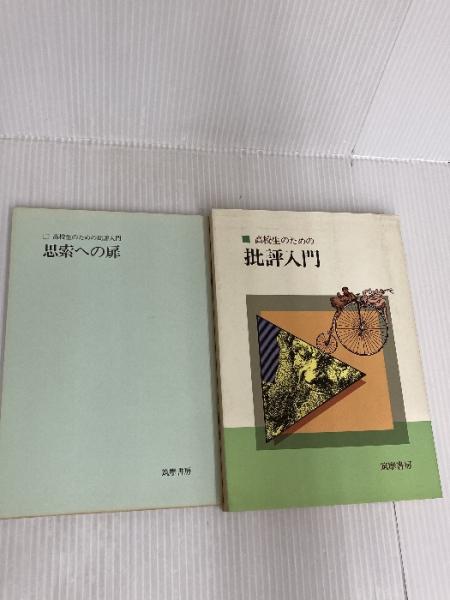 □ 高校生のための批評入門
思索への扉
筑摩書房
■ 高校生のための
批評入門
筑摩書房